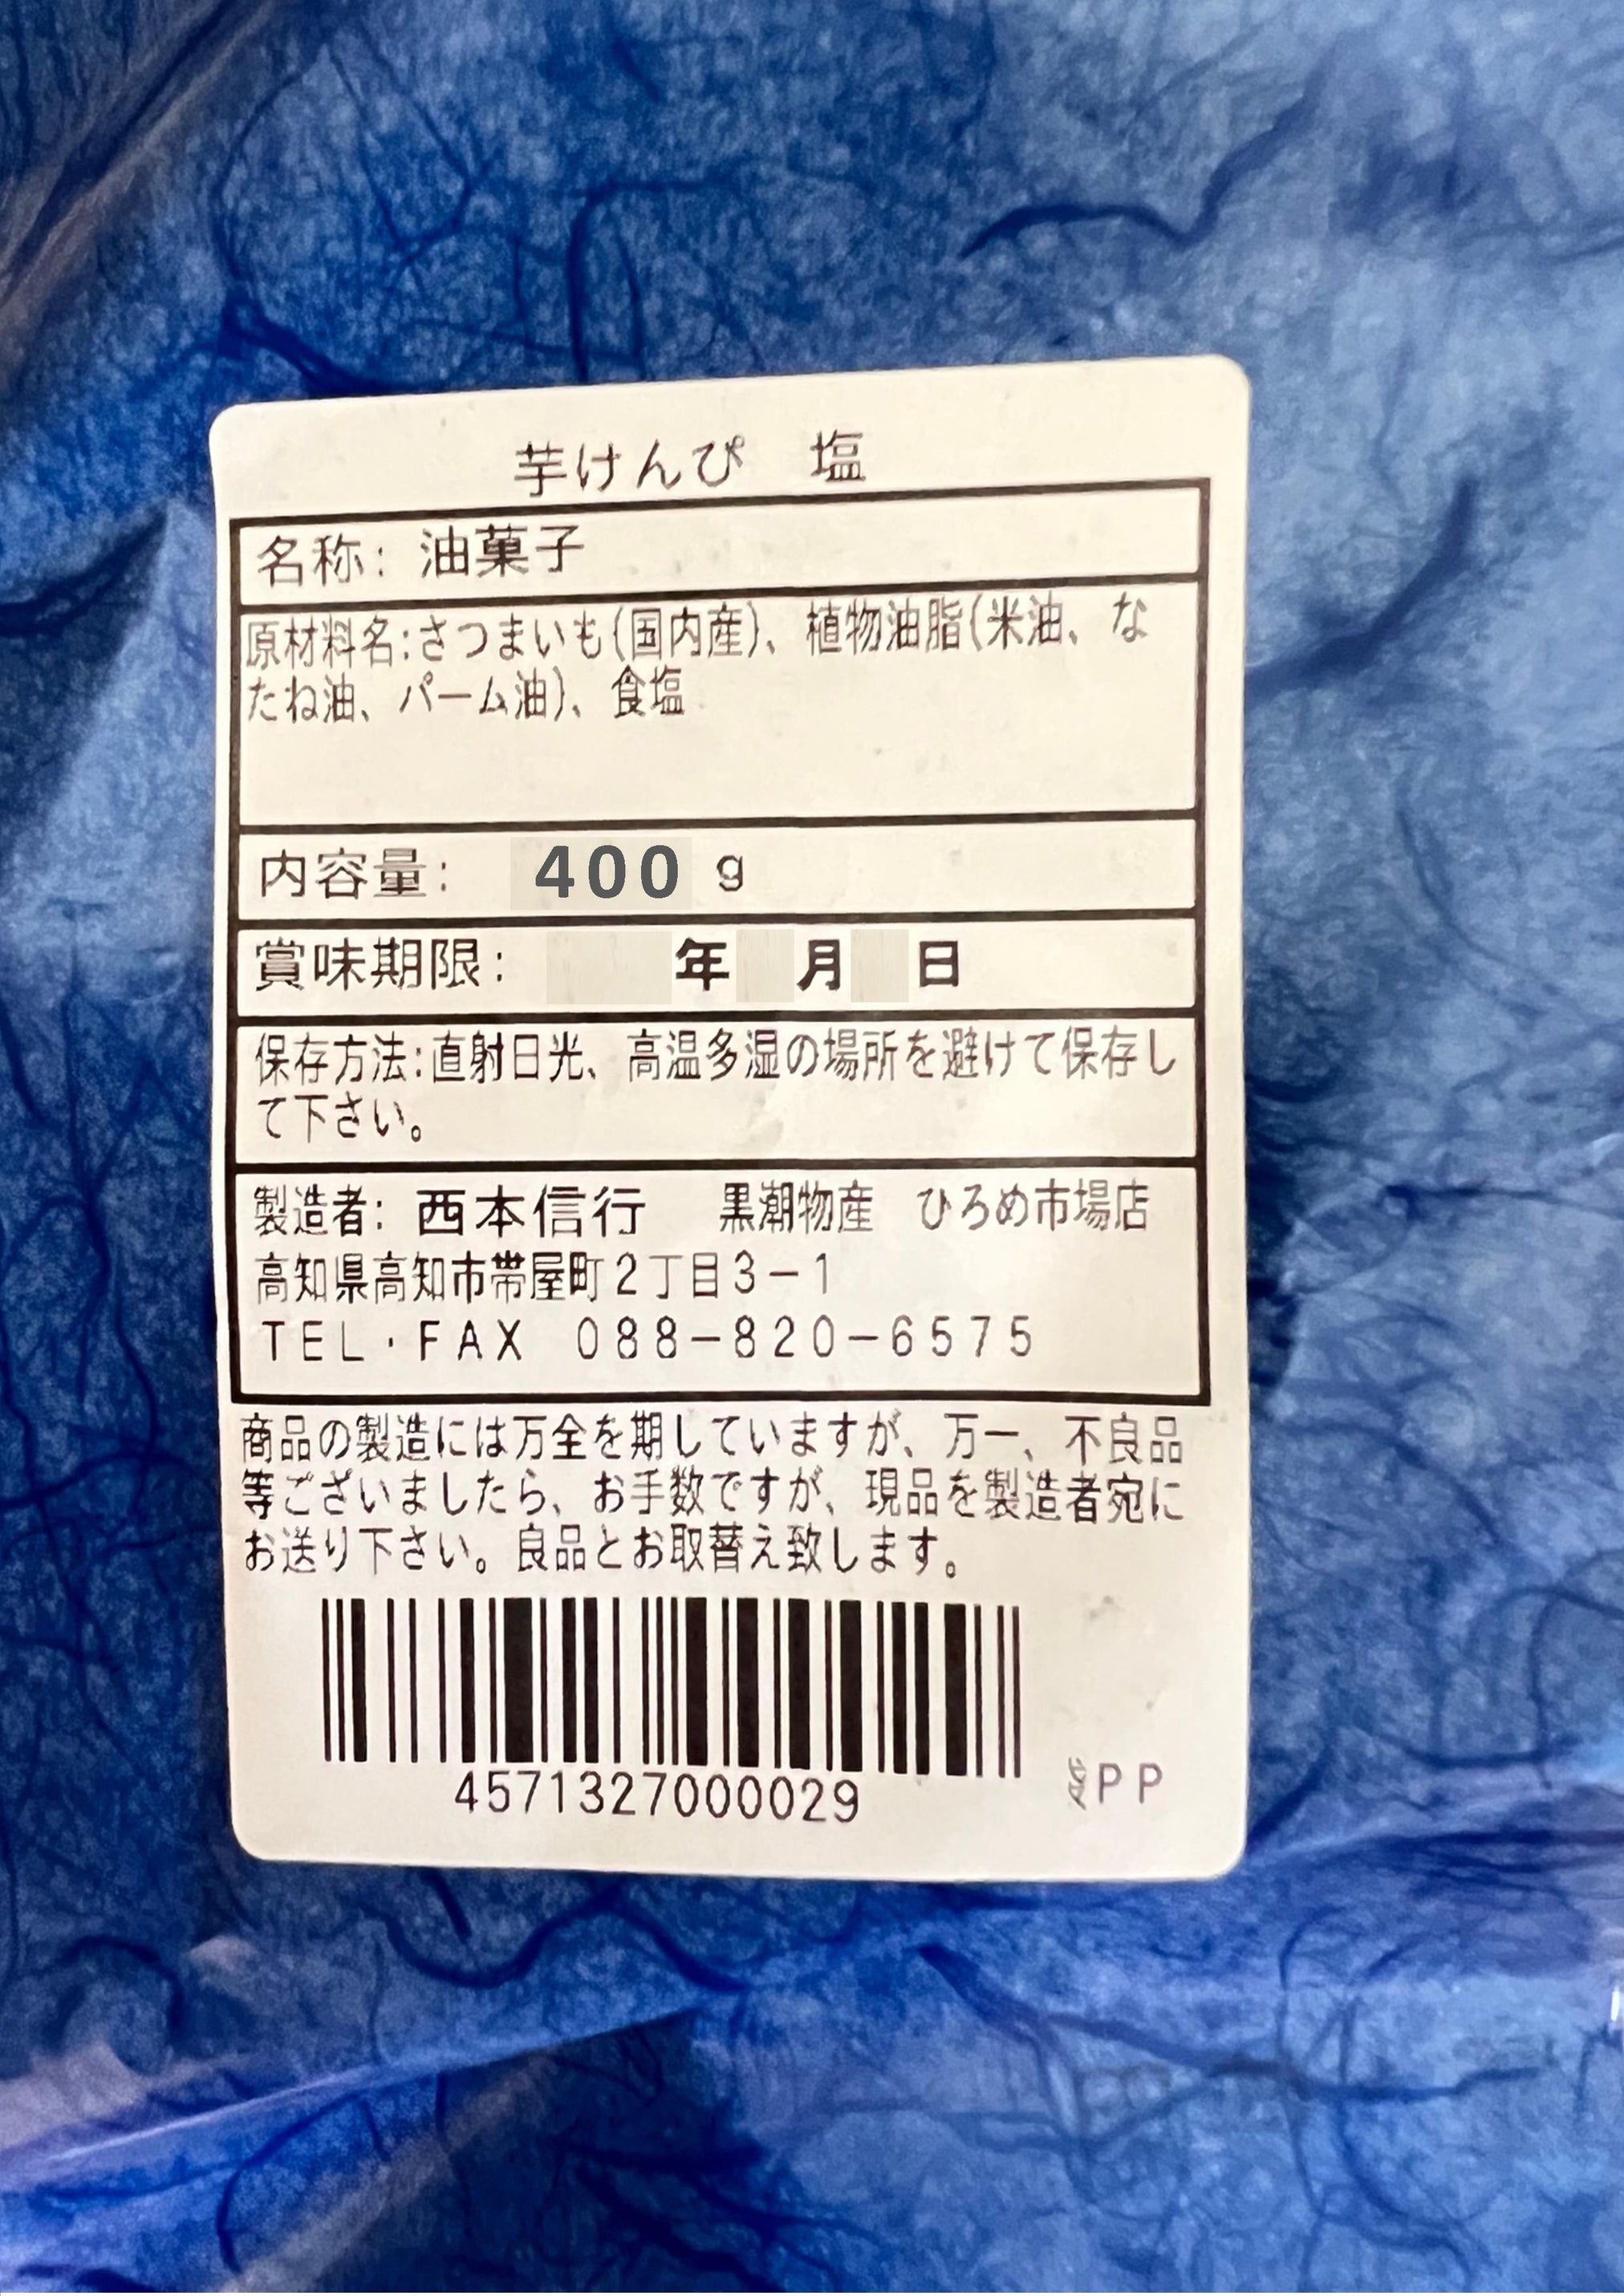 芋けんぴ 塩
名称: 油菓子
原材料名:さつまいも(国内産)、植物油脂(米油、な
たね油、パーム油)、食塩
内容量: 400 g
賞味期限: 年 月 日
保存方法:直射日光、高温多湿の場所を避けて保存し
て下さい。
製造者: 西本信行 黒潮物産 ひろめ市場店
高知県高知市帯屋町2丁目3-1
TEL・FAX 088-820-6575
商品の製造には万全を期していますが、万一、不良品
等ございましたら、お手数ですが、現品を製造者宛に
お送り下さい。良品とお取替え致します。
4571327000029
PP